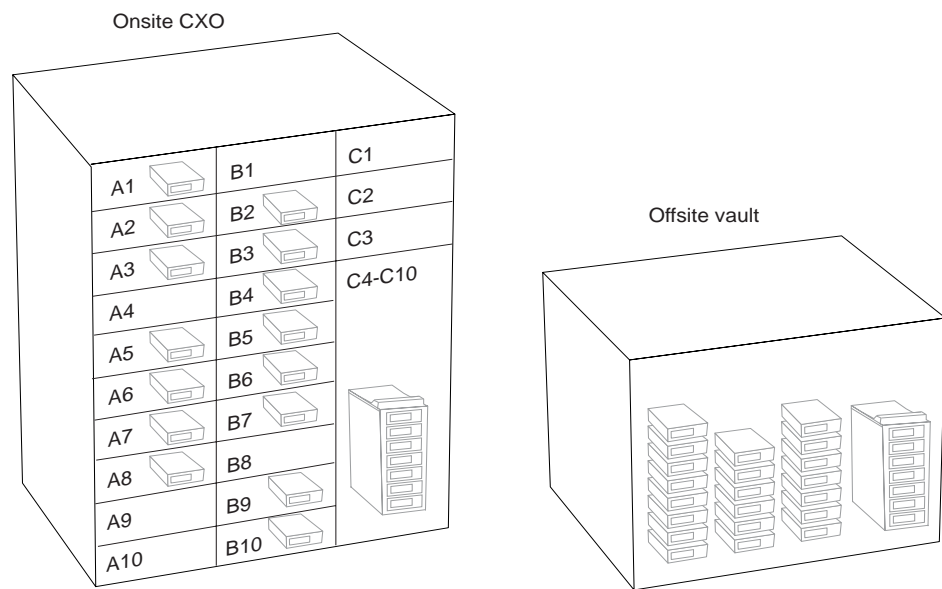 Onsite CXO
A1
A2
A3
A4
A5
A6
A7
A8
A9
A10
B1
B2
B3
B4
B5
B6
B7
B8
B9
B10
C1
C2
C3
C4-C10
Offsite vault